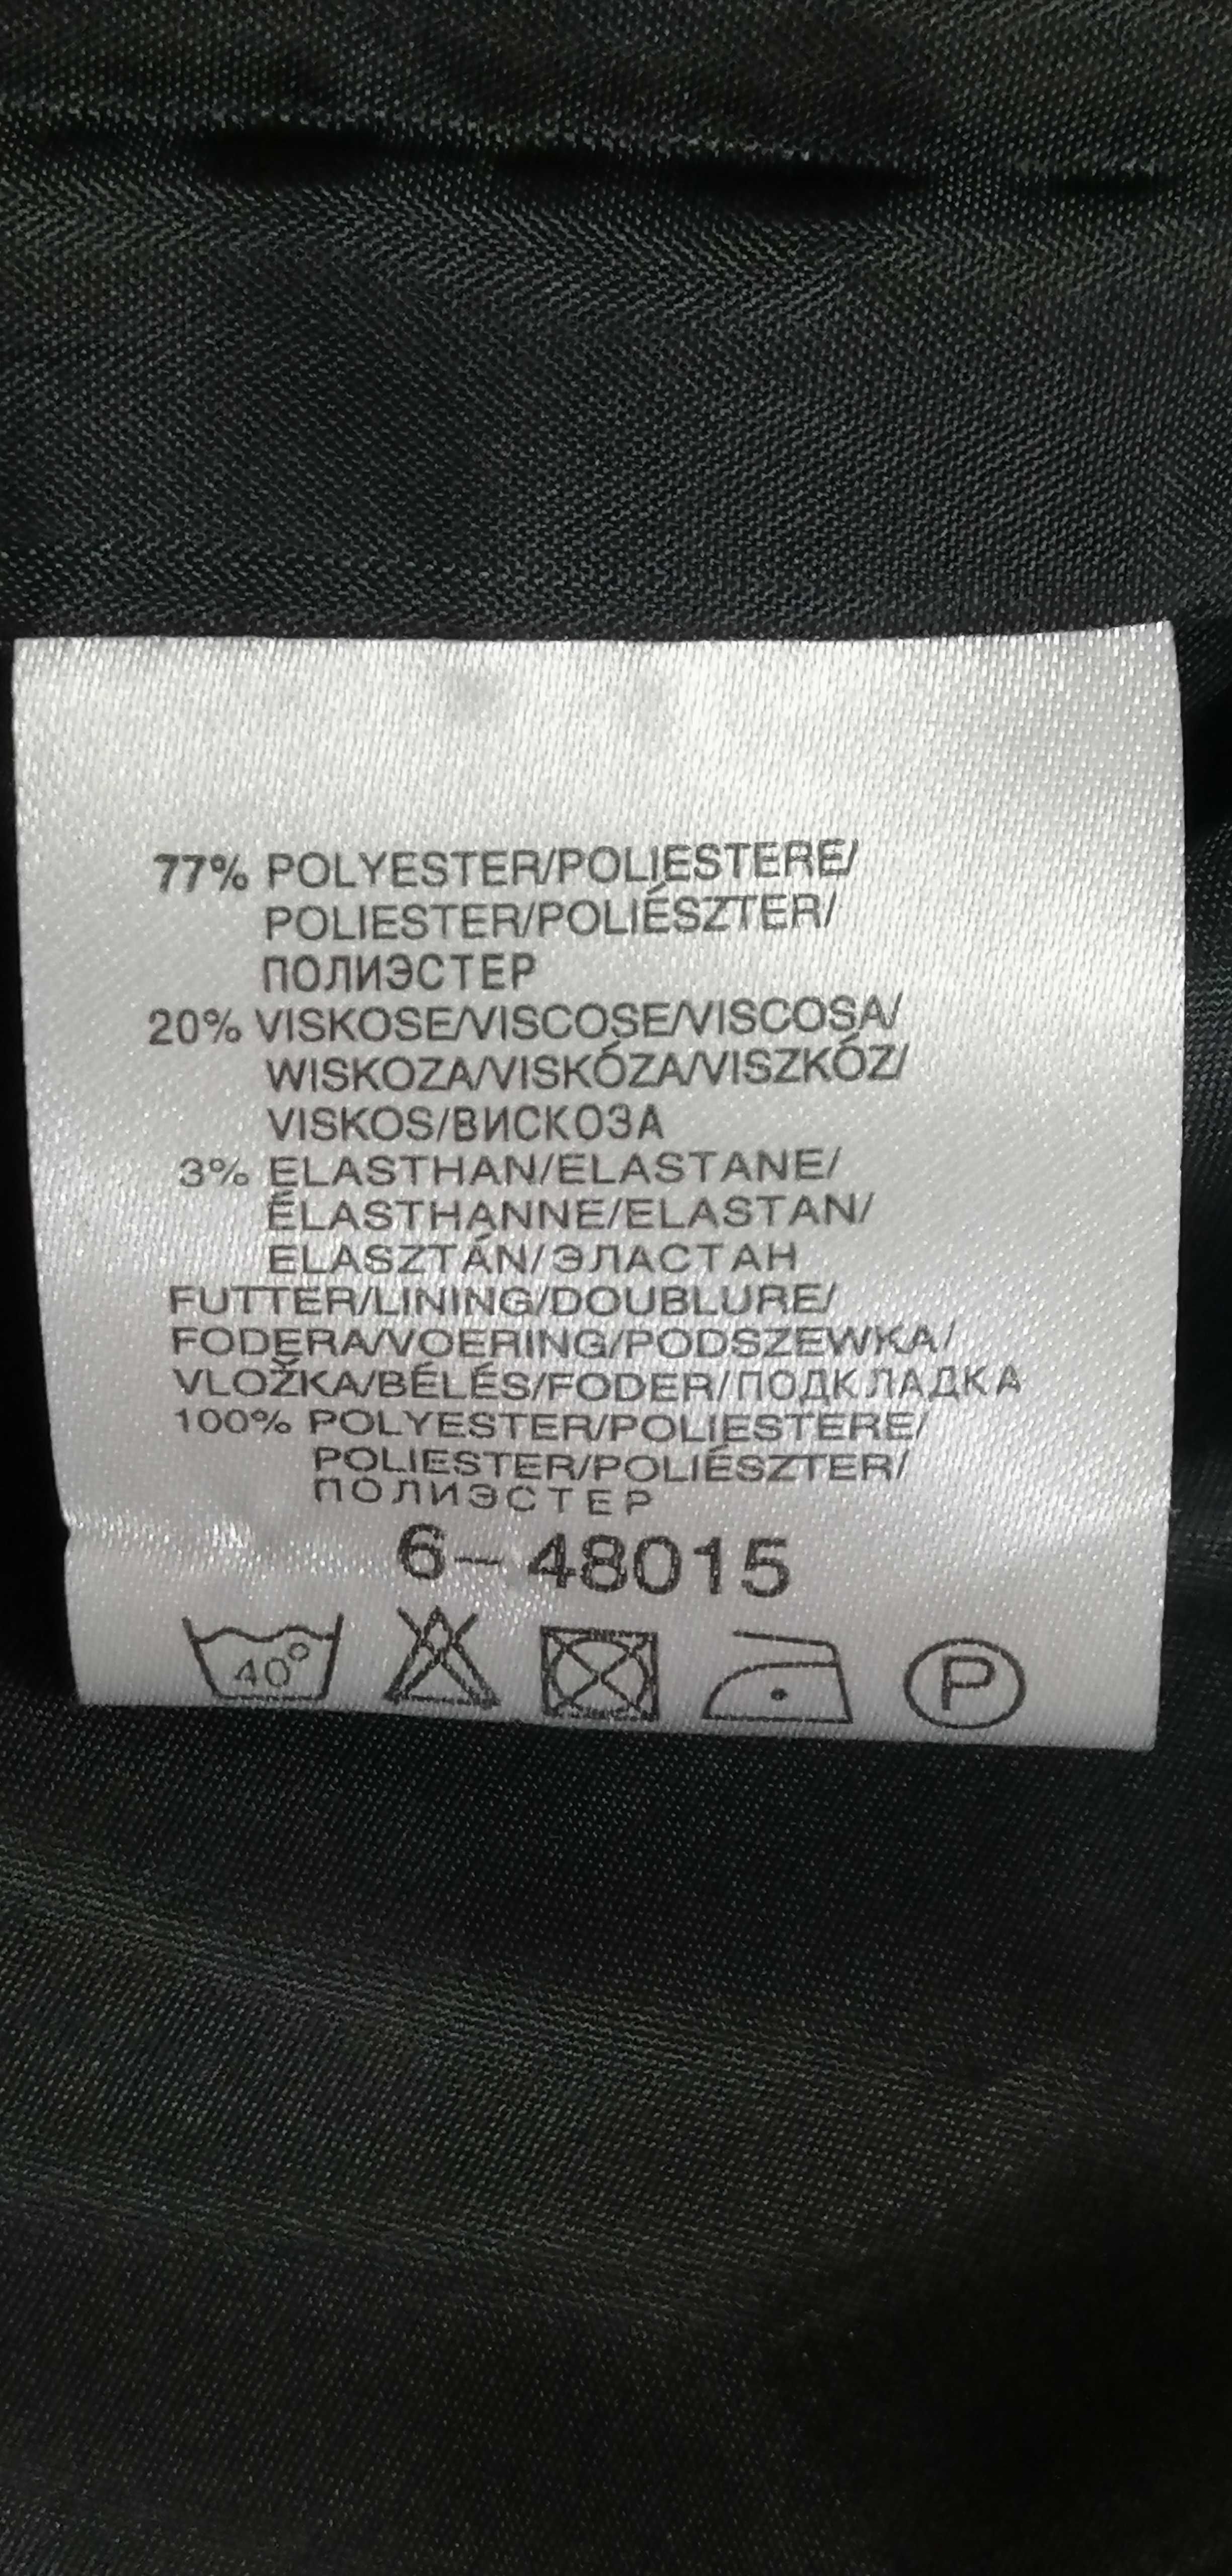 77% POLYESTER/POLIESTERE/
POLIESTER/POLIÉSZTER/
ПОЛИЭСТЕР
20% VISKOSE/VISCOSE/VISCOSA/
WISKOZA/VISKÓZA/VISZKÓZ/
VISKOS/ВИСКОЗА
3% ELASTHAN/ELASTANE/
ÉLASTHANNE/ELASTAN/
ELASZTÁN/ЭЛАСТАН
FUTTER/LINING/DOUBLURE/
FODERA/VOERING/PODSZEWKA/
VLOŽKA/BÉLÉS/FODER/ПОДКЛАДКА
100% POLYESTER/POLIESTERE/
POLIESTER/POLIÉSZTER/
ПОЛИЭСТЕР
6-48015
40° P